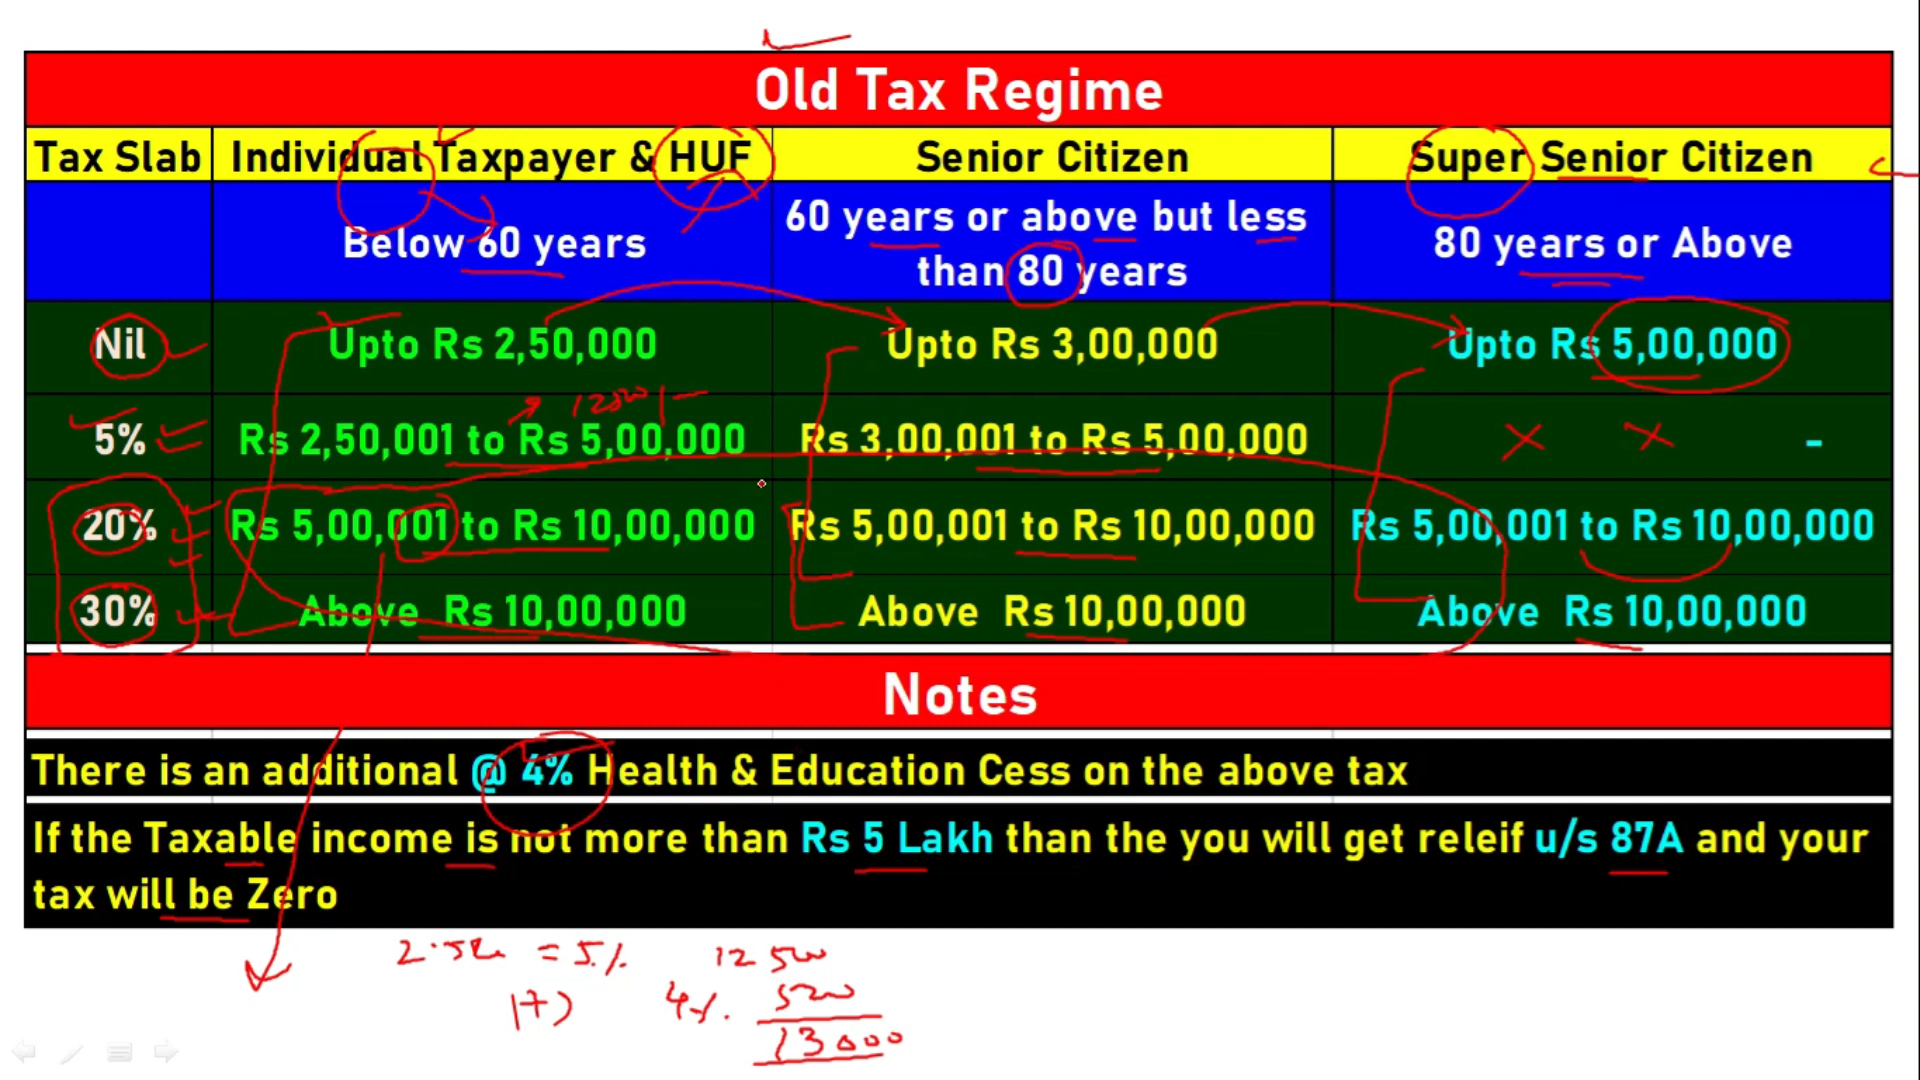 Old Tax Regime
Tax Slab Individual Taxpayer & HUF Senior Citizen Super Senior Citizen
Below 60 years 60 years or above but less than 80 years 80 years or Above
Nil Upto Rs 2,50,000 Upto Rs 3,00,000 Upto Rs 5,00,000
12500/-
5% Rs 2,50,001 to Rs 5,00,000 Rs 3,00,001 to Rs 5,00,000 -
20% Rs 5,00,001 to Rs 10,00,000 Rs 5,00,001 to Rs 10,00,000 Rs 5,00,001 to Rs 10,00,000
30% Above Rs 10,00,000 Above Rs 10,00,000 Above Rs 10,00,000
Notes
There is an additional @ 4% Health & Education Cess on the above tax
If the Taxable income is not more than Rs 5 Lakh than the you will get releif u/s 87A and your
tax will be Zero
= 5% 12500
(+) 4% 500
13000